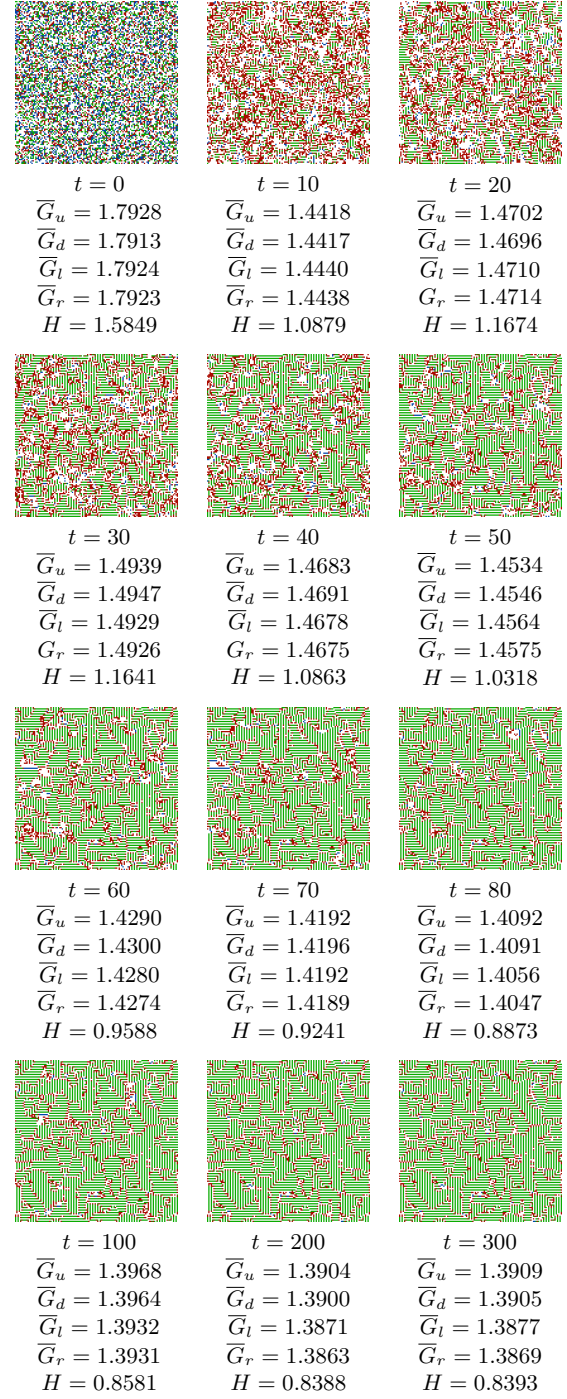 t = 0
G̅u = 1.7928
G̅d = 1.7913
G̅l = 1.7924
G̅r = 1.7923
H = 1.5849
t = 10
G̅u = 1.4418
G̅d = 1.4417
G̅l = 1.4440
G̅r = 1.4438
H = 1.0879
t = 20
G̅u = 1.4702
G̅d = 1.4696
G̅l = 1.4710
Gr = 1.4714
H = 1.1674
t = 30
G̅u = 1.4939
G̅d = 1.4947
G̅l = 1.4929
Gr = 1.4926
H = 1.1641
t = 40
G̅u = 1.4683
G̅d = 1.4691
G̅l = 1.4678
Gr = 1.4675
H = 1.0863
t = 50
G̅u = 1.4534
G̅d = 1.4546
G̅l = 1.4564
G̅r = 1.4575
H = 1.0318
t = 60
G̅u = 1.4290
G̅d = 1.4300
G̅l = 1.4280
G̅r = 1.4274
H = 0.9588
t = 70
G̅u = 1.4192
G̅d = 1.4196
G̅l = 1.4192
G̅r = 1.4189
H = 0.9241
t = 80
G̅u = 1.4092
G̅d = 1.4091
G̅l = 1.4056
G̅r = 1.4047
H = 0.8873
t = 100
G̅u = 1.3968
G̅d = 1.3964
G̅l = 1.3932
G̅r = 1.3931
H = 0.8581
t = 200
G̅u = 1.3904
G̅d = 1.3900
G̅l = 1.3871
G̅r = 1.3863
H = 0.8388
t = 300
G̅u = 1.3909
G̅d = 1.3905
G̅l = 1.3877
G̅r = 1.3869
H = 0.8393